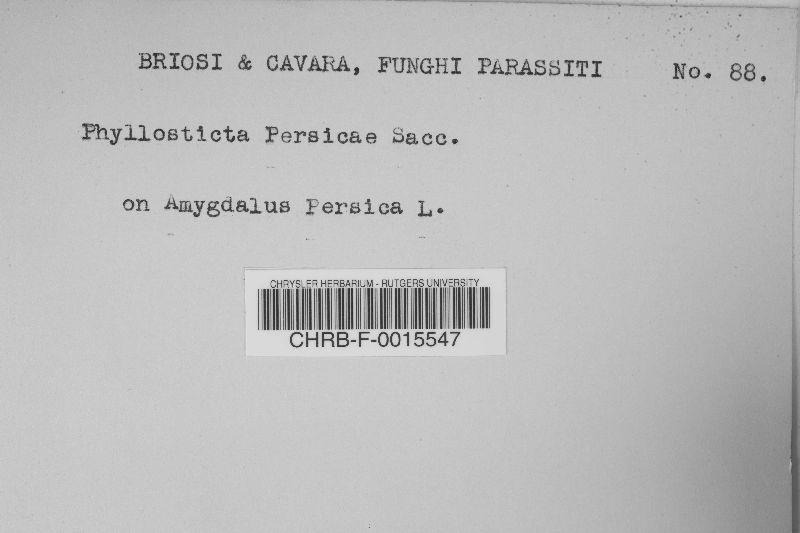 BRIOSI & CAVARA, FUNGHI PARASSITI No. 88.
Phyllosticta Persicae Sacc.
on Amygdalus Persica L.
CHRYSLER HERBARIUM - RUTGERS UNIVERSITY
CHRB-F-0015547